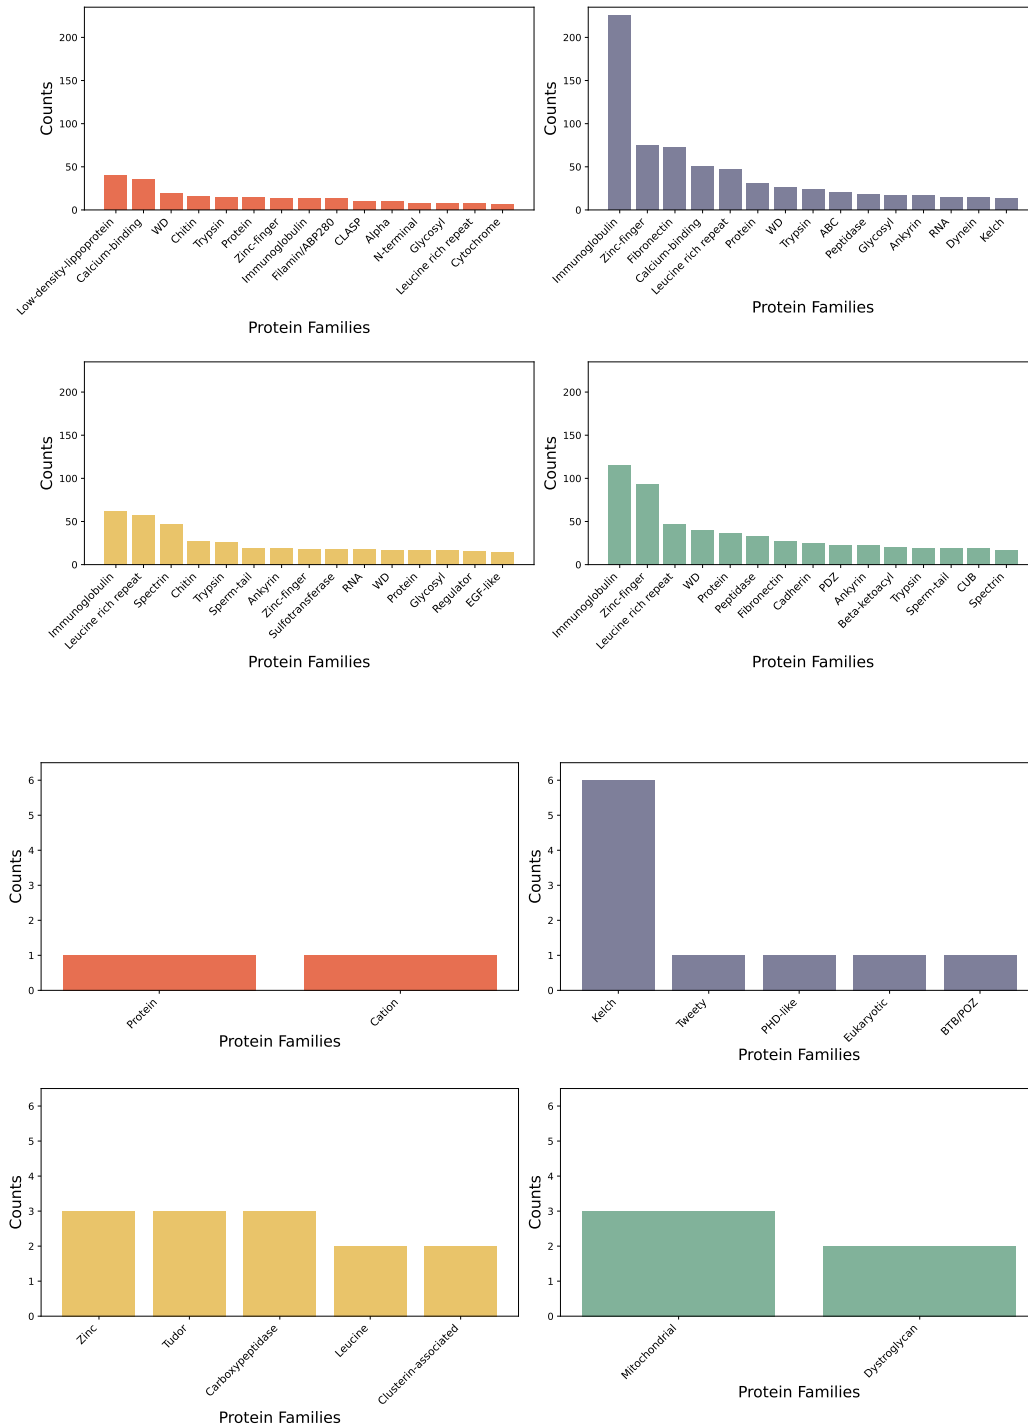 200
150
100
50
0
Counts
Low-density-lippoprotein
Calcium-binding
WD
Chitin
Trypsin
Protein
Zinc-finger
Immunoglobulin
Filamin/ABP280
CLASP
Alpha
N-terminal
Glycosyl
Leucine rich repeat
Cytochrome
Protein Families
200
150
100
50
0
Counts
Immunoglobulin
Zinc-finger
Fibronectin
Calcium-binding
Leucine rich repeat
Protein
WD
Trypsin
ABC
Peptidase
Glycosyl
Ankyrin
RNA
Dynein
Kelch
Protein Families
200
150
100
50
0
Counts
Immunoglobulin
Leucine rich repeat
Spectrin
Chitin
Trypsin
Sperm-tail
Ankyrin
Zinc-finger
Sulfotransferase
RNA
WD
Protein
Glycosyl
Regulator
EGF-like
Protein Families
200
150
100
50
0
Counts
Immunoglobulin
Zinc-finger
Leucine rich repeat
WD
Protein
Peptidase
Fibronectin
Cadherin
PDZ
Ankyrin
Beta-ketoacyl
Trypsin
Sperm-tail
CUB
Spectrin
Protein Families
6
5
4
3
2
1
0
Counts
Protein
Cation
Protein Families
6
5
4
3
2
1
0
Counts
Kelch
Tweety
PHD-like
Eukaryotic
BTB/POZ
Protein Families
6
5
4
3
2
1
0
Counts
Zinc
Tudor
Carboxypeptidase
Leucine
Clusterin-associated
Protein Families
6
5
4
3
2
1
0
Counts
Mitochondrial
Dystroglycan
Protein Families